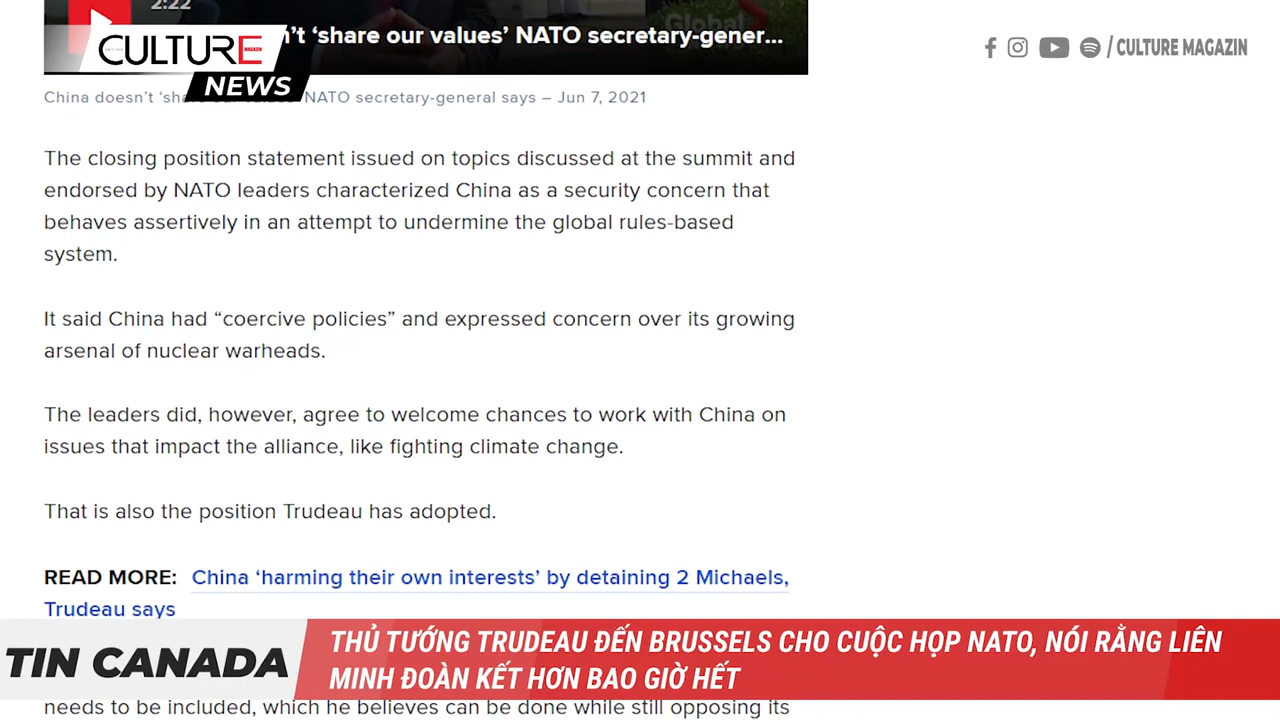 2:22
n't ‘share our values’ NATO secretary-gener...
Global
CULTURE
MAGAZIN
NEWS
/ CULTURE MAGAZIN
China doesn't ‘sha NATO secretary-general says – Jun 7, 2021
The closing position statement issued on topics discussed at the summit and
endorsed by NATO leaders characterized China as a security concern that
behaves assertively in an attempt to undermine the global rules-based
system.
It said China had “coercive policies” and expressed concern over its growing
arsenal of nuclear warheads.
The leaders did, however, agree to welcome chances to work with China on
issues that impact the alliance, like fighting climate change.
That is also the position Trudeau has adopted.
READ MORE: China ‘harming their own interests’ by detaining 2 Michaels,
Trudeau says
TIN CANADA
THỦ TƯỚNG TRUDEAU ĐẾN BRUSSELS CHO CUỘC HỌP NATO, NÓI RẰNG LIÊN
MINH ĐOÀN KẾT HƠN BAO GIỜ HẾT
needs to be included, which he believes can be done while still opposing its